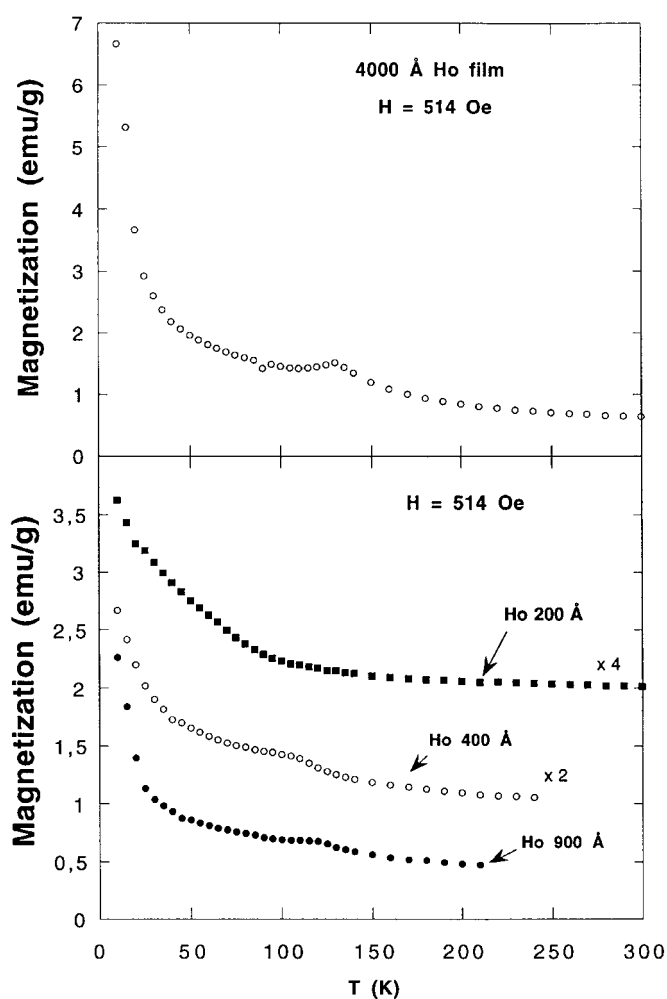 7
6
5
4
3
2
1
0
Magnetization (emu/g)
4000 Å Ho film
H = 514 Oe
3,5
3
2,5
2
1,5
1
0,5
0
Magnetization (emu/g)
H = 514 Oe
Ho 200 Å
x 4
Ho 400 Å
x 2
Ho 900 Å
0 50 100 150 200 250 300
T (K)